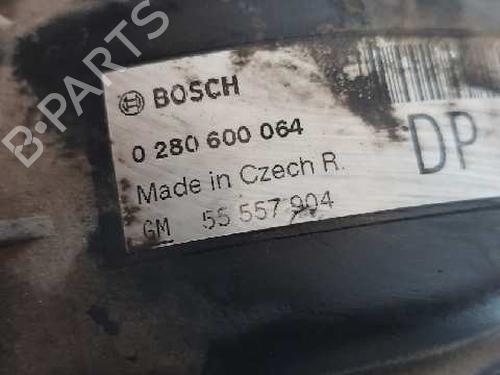 B-PARTS
BOSCH
0 280 600 064
DP
Made in Czech R.
GM 55 557 904